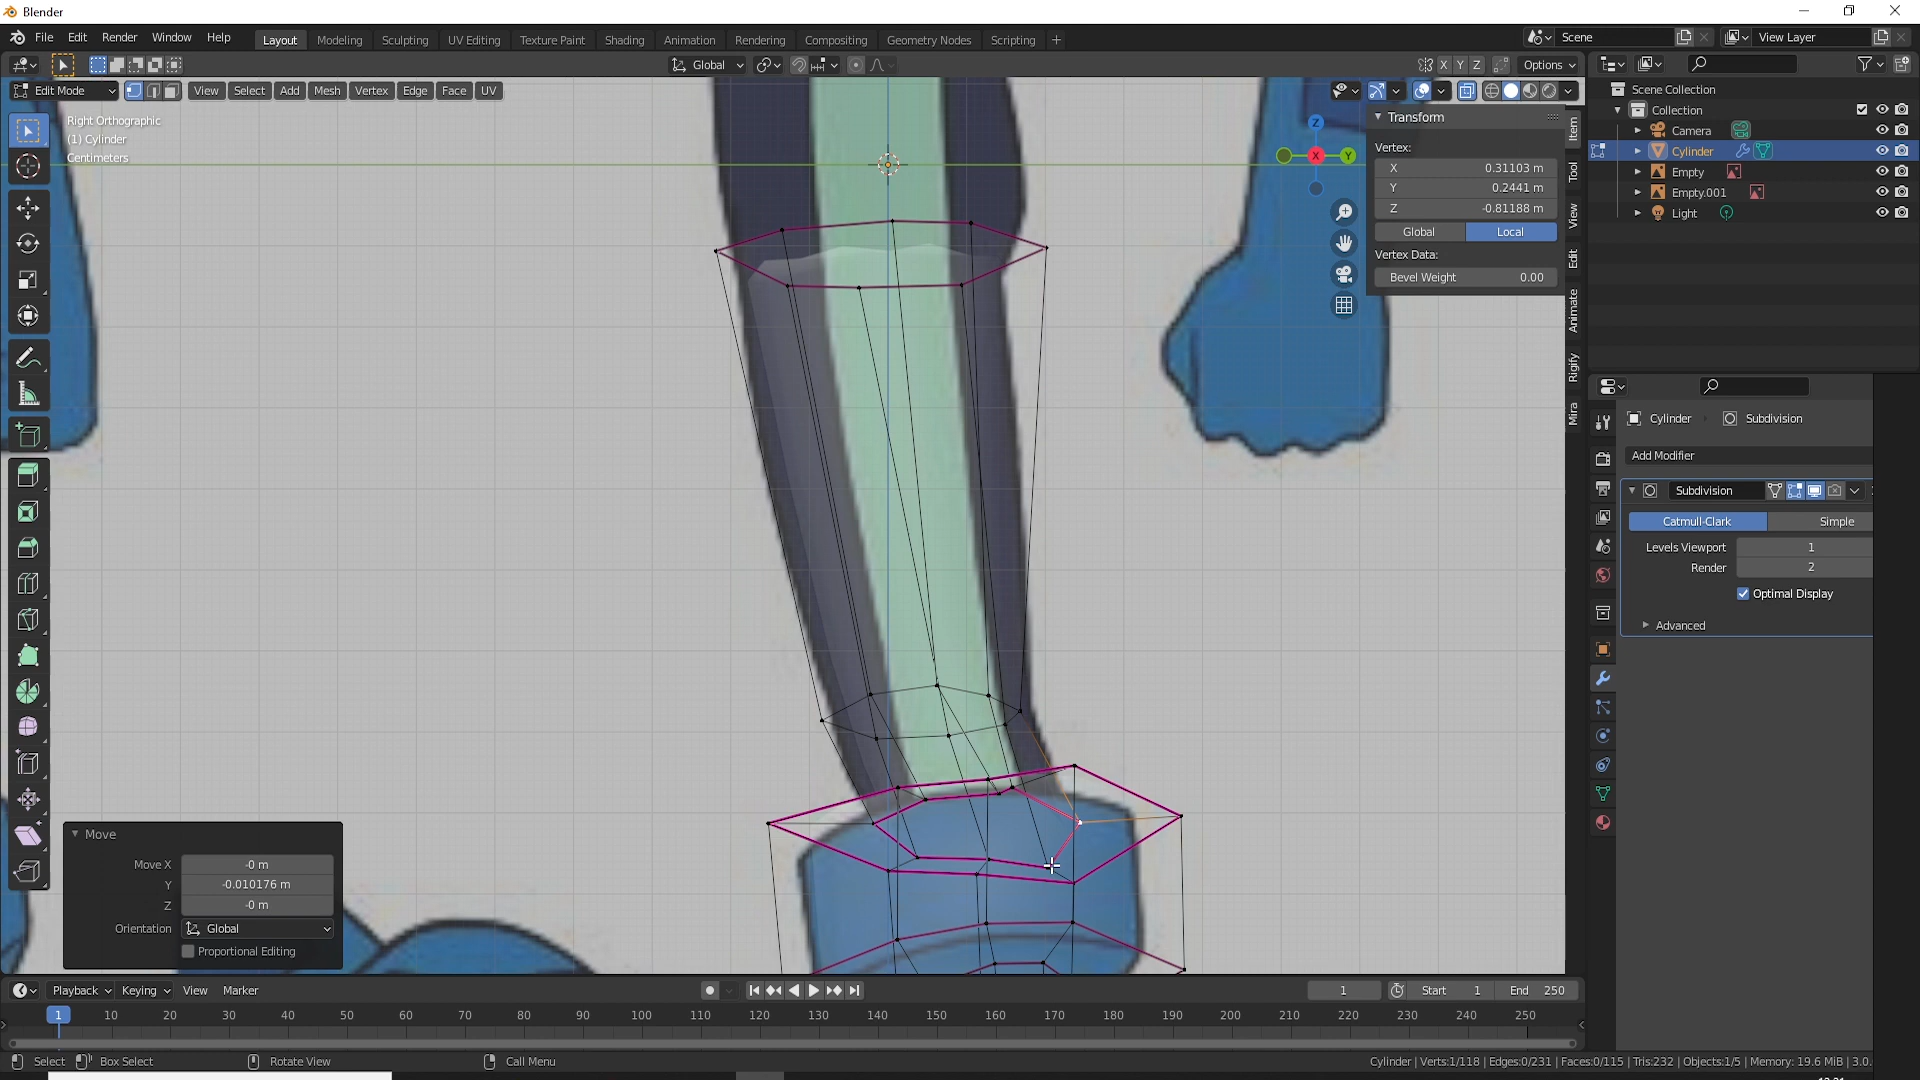 Blender
File Edit Render Window Help
Layout Modeling Sculpting UV Editing Texture Paint Shading Animation Rendering Compositing Geometry Nodes Scripting +
Scene View Layer
Global X Y Z Options
Edit Mode View Select Add Mesh Vertex Edge Face UV
Right Orthographic
(1) Cylinder
Centimeters
Z
X Y
Transform
Vertex:
X 0.31103 m
Y 0.2441 m
Z -0.81188 m
Global Local
Vertex Data:
Bevel Weight 0.00
Item
Tool
View
Edit
Animate
Rigify
Mira
Scene Collection
Collection
Camera
Cylinder
Empty
Empty.001
Light
Cylinder Subdivision
Add Modifier
Subdivision
Catmull-Clark Simple
Levels Viewport 1
Render 2
Optimal Display
Advanced
Move
Move X -0 m
Y -0.010176 m
Z -0 m
Orientation Global
Proportional Editing
Playback Keying View Marker
1 Start 1 End 250
1 10 20 30 40 50 60 70 80 90 100 110 120 130 140 150 160 170 180 190 200 210 220 230 240 250
Select Box Select Rotate View Call Menu
Cylinder | Verts:1/118 | Edges:0/231 | Faces:0/115 | Tris:232 | Objects:1/5 | Memory: 19.6 MiB | 3.0.